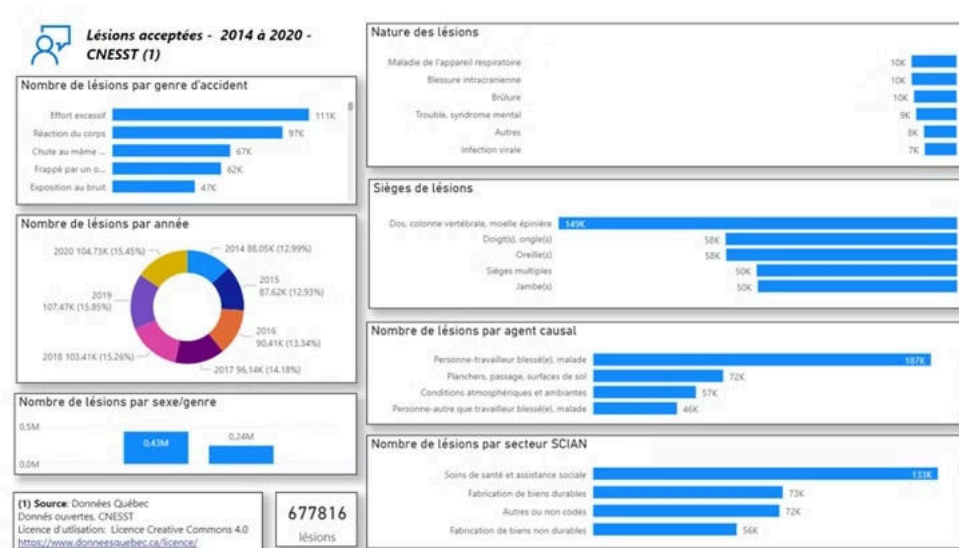 Lésions acceptées - 2014 à 2020 -
CNESST (1)
Nombre de lésions par genre d'accident
Effort excessif 111K
Réaction du corps 97K
Chute au même ... 67K
Frappé par un o... 62K
Exposition au bruit 47K
Nombre de lésions par année
2020 104.73K (15.45%)
2014 88.05K (12.99%)
2015
87.62K (12.93%)
2019
107.47K (15.85%)
2016
90.41K (13.34%)
2018 103.41K (15.26%)
2017 96.14K (14.18%)
Nombre de lésions par sexe/genre
0,5M
0,43M
0,24M
0,0M
(1) Source: Données Québec
Donnés ouvertes, CNESST
Licence d'utlisation: Licence Creative Commons 4.0
https://www.donneesquebec.ca/licence/
677816
lésions
Nature des lésions
Maladie de l'appareil respiratoire 10K
Blessure intracranienne 10K
Brûlure 10K
Trouble, syndrome mental 9K
Autres 8K
Infection virale 7K
Sièges de lésions
Dos, colonne vertébrale, moelle épinière 149K
Doigt(s), ongle(s) 58K
Oreille(s) 58K
Sièges multiples 50K
Jambe(s) 50K
Nombre de lésions par agent causal
Personne-travailleur blessé(e), malade 187K
Planchers, passage, surfaces de sol 72K
Conditions atmosphériques et ambiantes 57K
Personne-autre que travailleur blessé(e), malade 46K
Nombre de lésions par secteur SCIAN
Soins de santé et assistance sociale 133K
Fabrication de biens durables 73K
Autres ou non codés 72K
Fabrication de biens non durables 56K